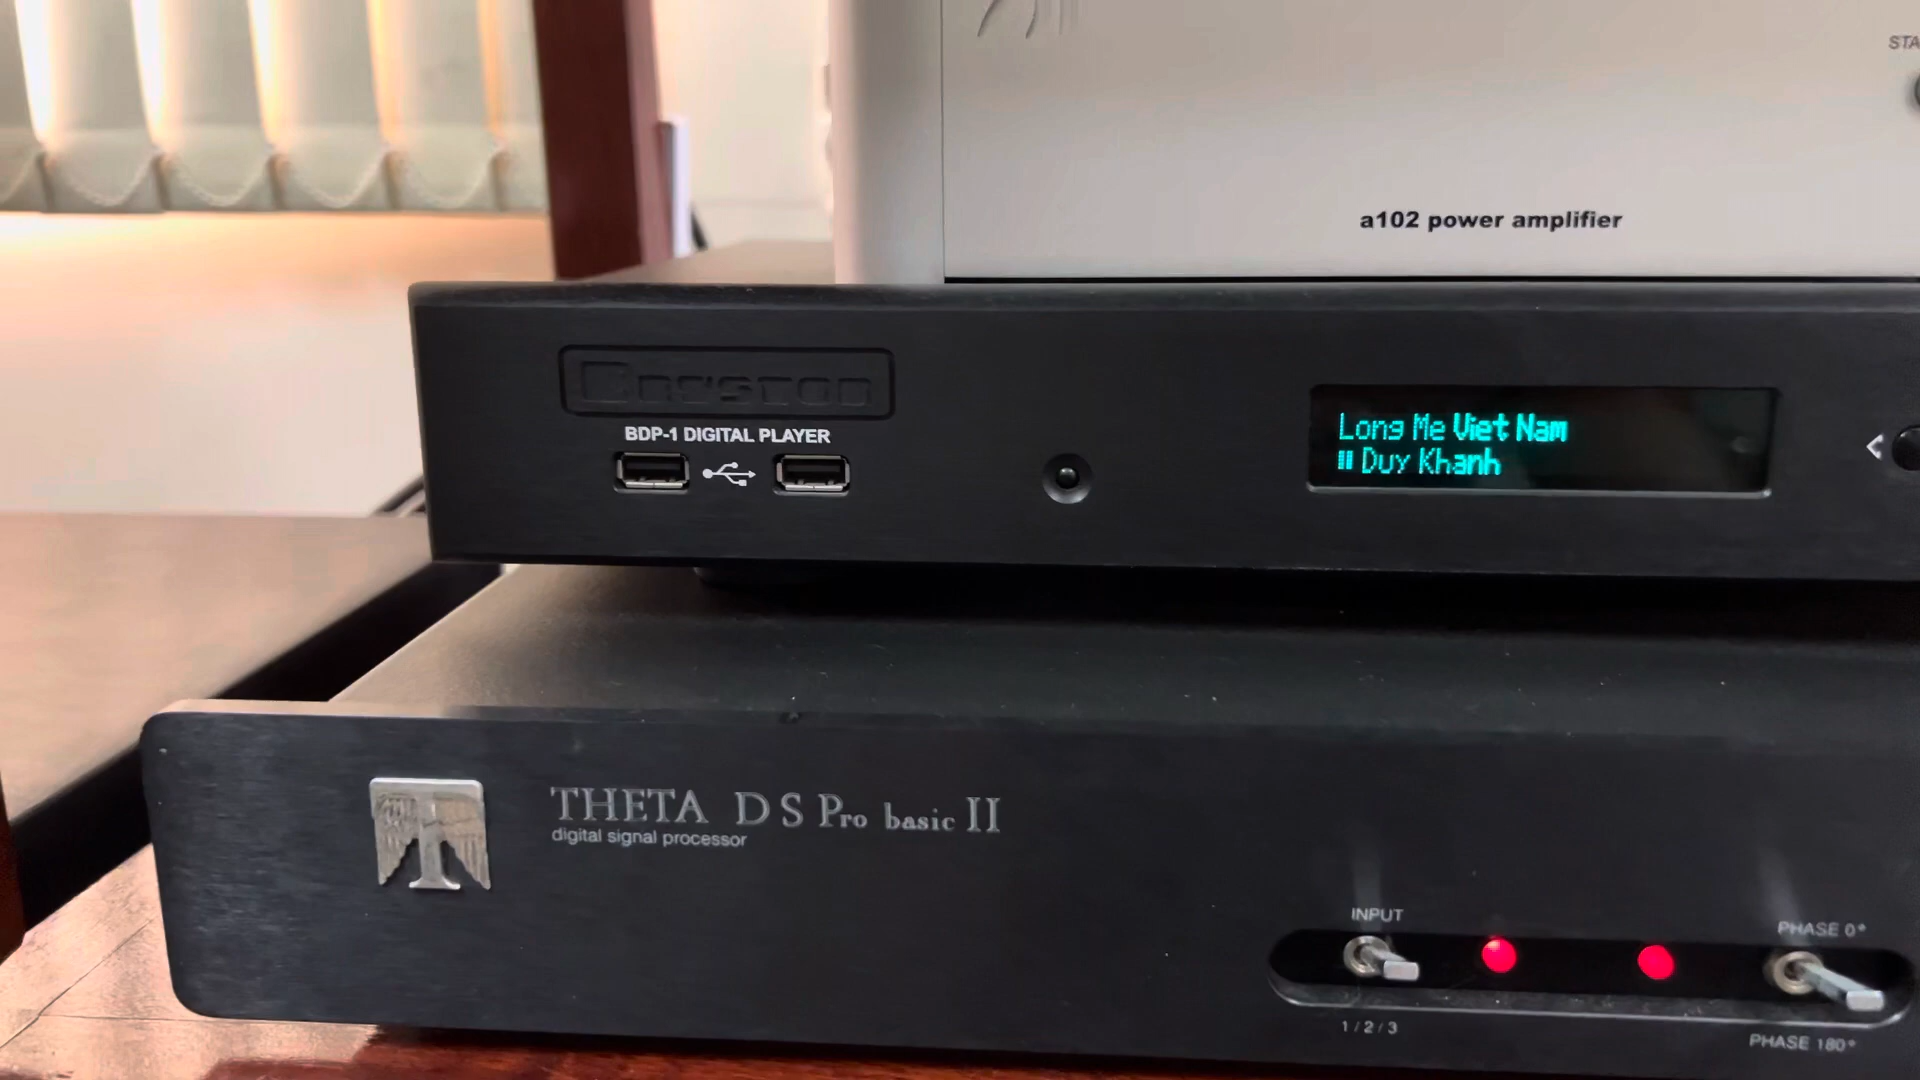 a102 power amplifier
Bryston
BDP-1 DIGITAL PLAYER
Long Me Viet Nam
Duy Khanh
THETA DS Pro basic II
digital signal processor
INPUT
1/2/3
PHASE 0°
PHASE 180°